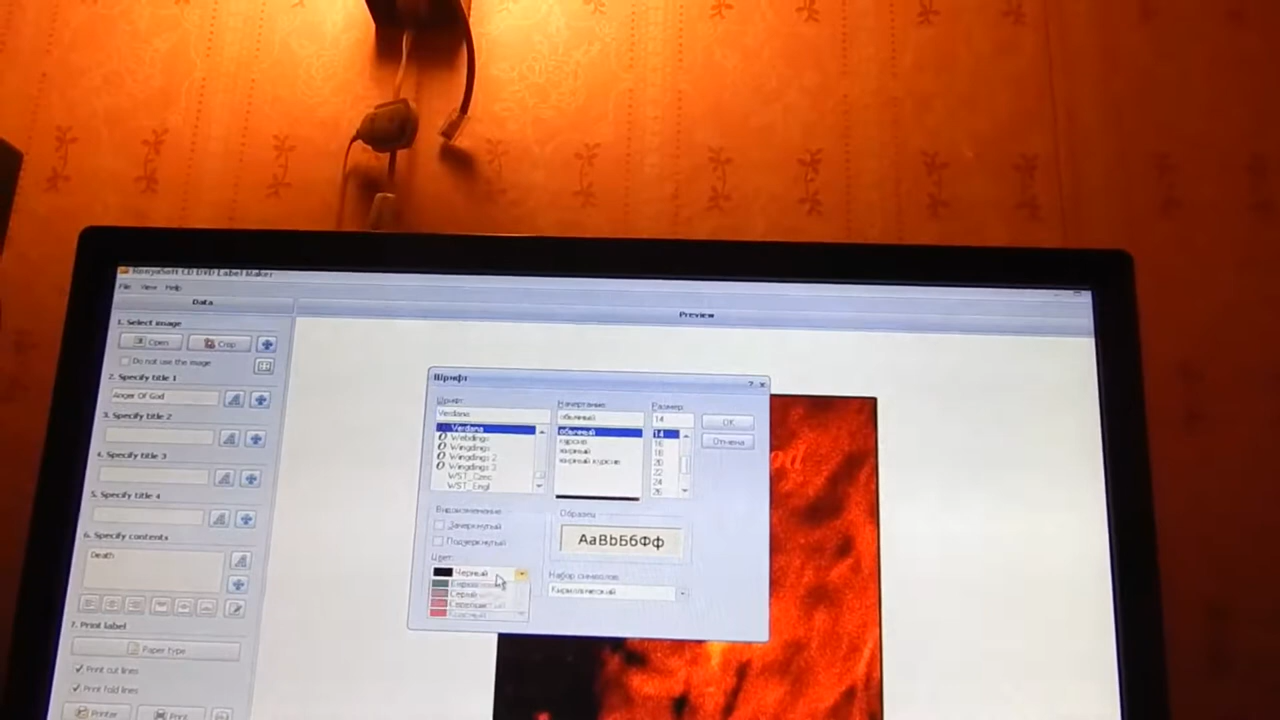 RonyaSoft CD DVD Label Maker
File View Help
Data
Preview
1. Select image
Open Crop
Do not use the image
2. Specify title 1
Anger Of God
3. Specify title 2
4. Specify title 3
5. Specify title 4
6. Specify contents
Death
7. Print label
Paper type
Print cut lines
Print fold lines
Printer Print
Шрифт
? x
Шрифт:
Verdana
Verdana
Webdings
Wingdings
Wingdings 2
Wingdings 3
WST_Czec
WST_Engl
Начертание:
обычный
обычный
курсив
жирный
жирный курсив
Размер:
14
14
16
18
20
22
24
26
OK
Отмена
Видоизменение
Зачеркнутый
Подчеркнутый
Цвет:
Черный
Образец
АаBbБбФф
Набор символов:
Кириллический
od